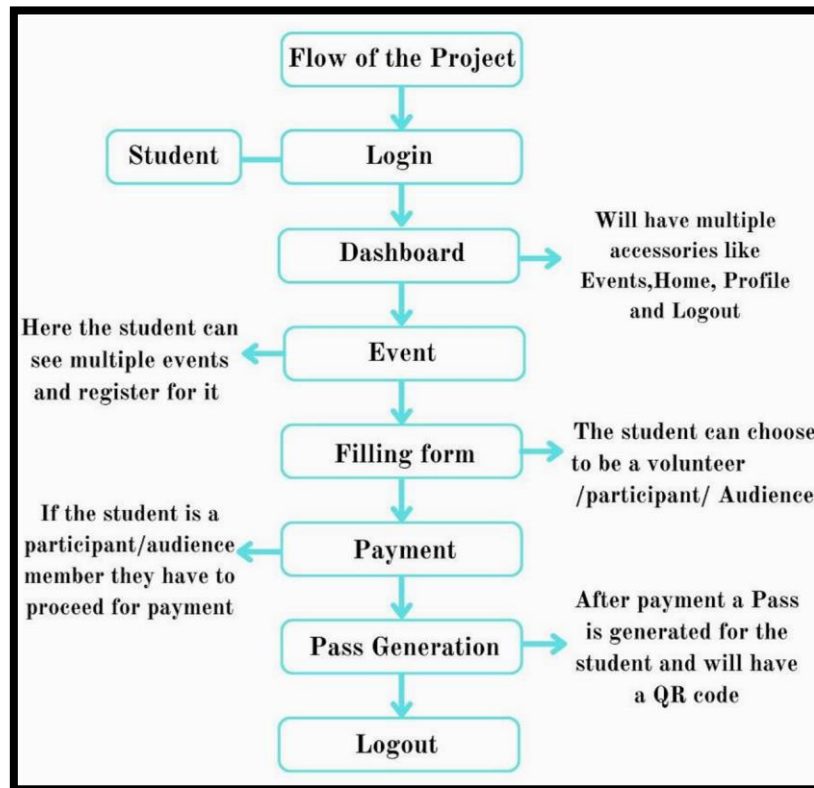 Flow of the Project
Student
Login
Dashboard
Will have multiple
accessories like
Events,Home, Profile
and Logout
Here the student can
see multiple events
and register for it
Event
Filling form
The student can choose
to be a volunteer
/participant/ Audience
If the student is a
participant/audience
member they have to
proceed for payment
Payment
Pass Generation
After payment a Pass
is generated for the
student and will have
a QR code
Logout